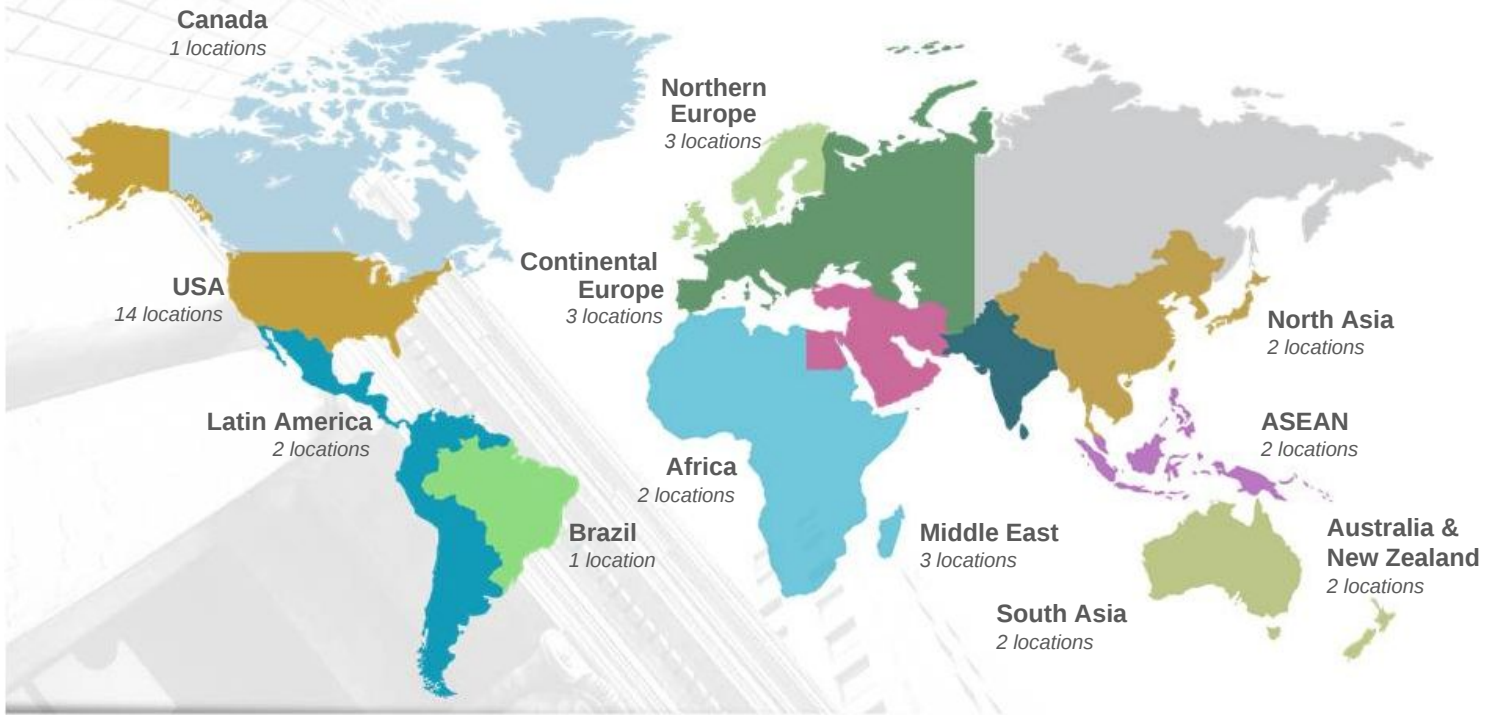 Canada
1 locations
Northern
Europe
3 locations
Continental
Europe
3 locations
USA
14 locations
North Asia
2 locations
Latin America
2 locations
ASEAN
2 locations
Africa
2 locations
Brazil
1 location
Middle East
3 locations
Australia &
New Zealand
2 locations
South Asia
2 locations